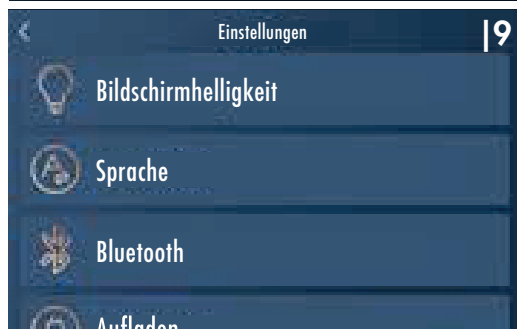 Einstellungen
|9
Bildschirmhelligkeit
Sprache
Bluetooth
Aufladen